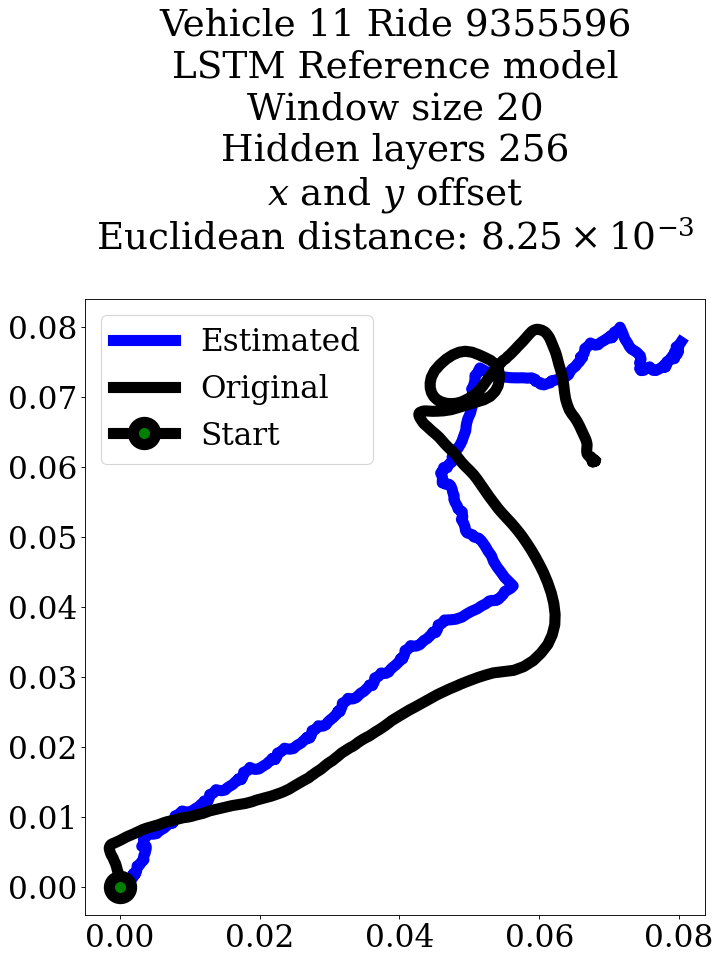 Vehicle 11 Ride 9355596
LSTM Reference model
Window size 20
Hidden layers 256
x and y offset
Euclidean distance: 8.25 × 10⁻³
Estimated
Original
Start
0.08
0.07
0.06
0.05
0.04
0.03
0.02
0.01
0.00
0.00 0.02 0.04 0.06 0.08